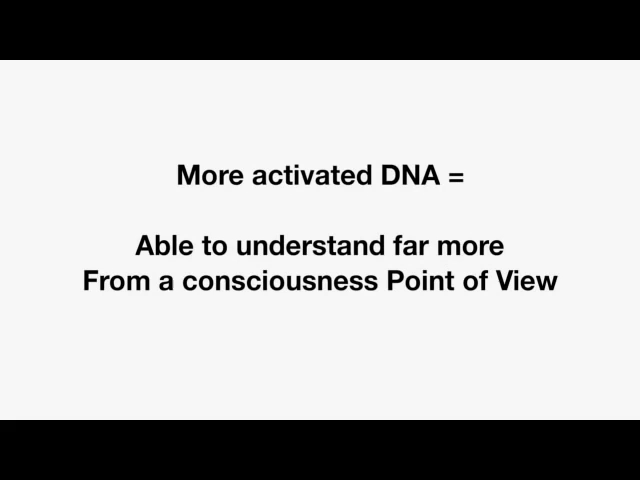 More activated DNA =
Able to understand far more
From a consciousness Point of View